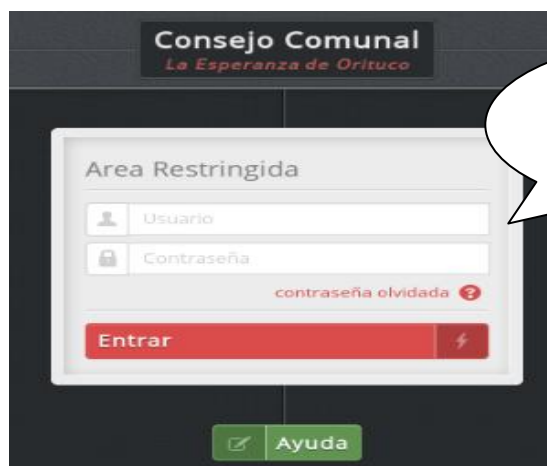 Consejo Comunal
La Esperanza de Orituco
Area Restringida
Usuario
Contraseña
contraseña olvidada ?
Entrar
Ayuda